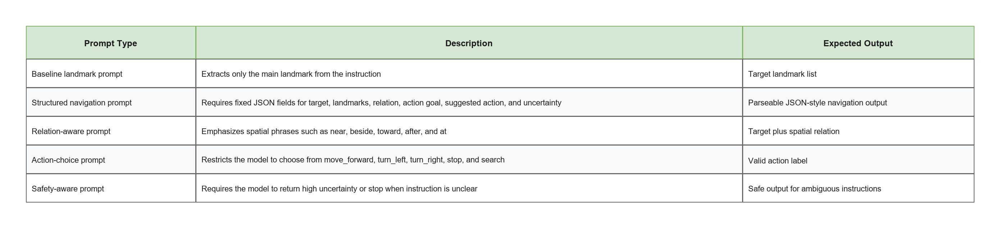 Prompt Type Description Expected Output
Baseline landmark prompt Extracts only the main landmark from the instruction Target landmark list
Structured navigation prompt Requires fixed JSON fields for target, landmarks, relation, action goal, suggested action, and uncertainty Parseable JSON-style navigation output
Relation-aware prompt Emphasizes spatial phrases such as near, beside, toward, after, and at Target plus spatial relation
Action-choice prompt Restricts the model to choose from move_forward, turn_left, turn_right, stop, and search Valid action label
Safety-aware prompt Requires the model to return high uncertainty or stop when instruction is unclear Safe output for ambiguous instructions